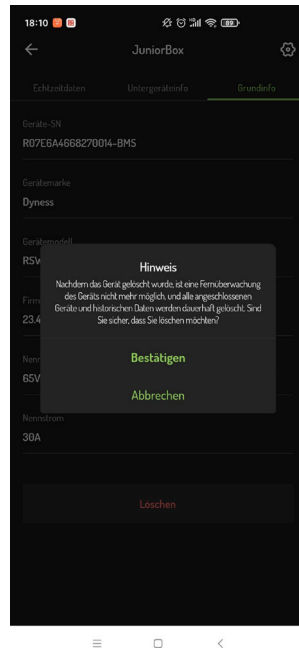 18:10
89
JuniorBox
Echtzeitdaten Untergeräteinfo Grundinfo
Geräte-SN
R07E6A4668270014-BMS
Gerätemarke
Dyness
Gerätemodell
RSV
Hinweis
Nachdem das Gerät gelöscht wurde, ist eine Fernüberwachung
des Geräts nicht mehr möglich, und alle angeschlossenen
Geräte und historischen Daten werden dauerhaft gelöscht. Sind
Sie sicher, dass Sie löschen möchten?
Firm
23.4
Bestätigen
Nenn
65V
Abbrechen
Nennstrom
30A
Löschen